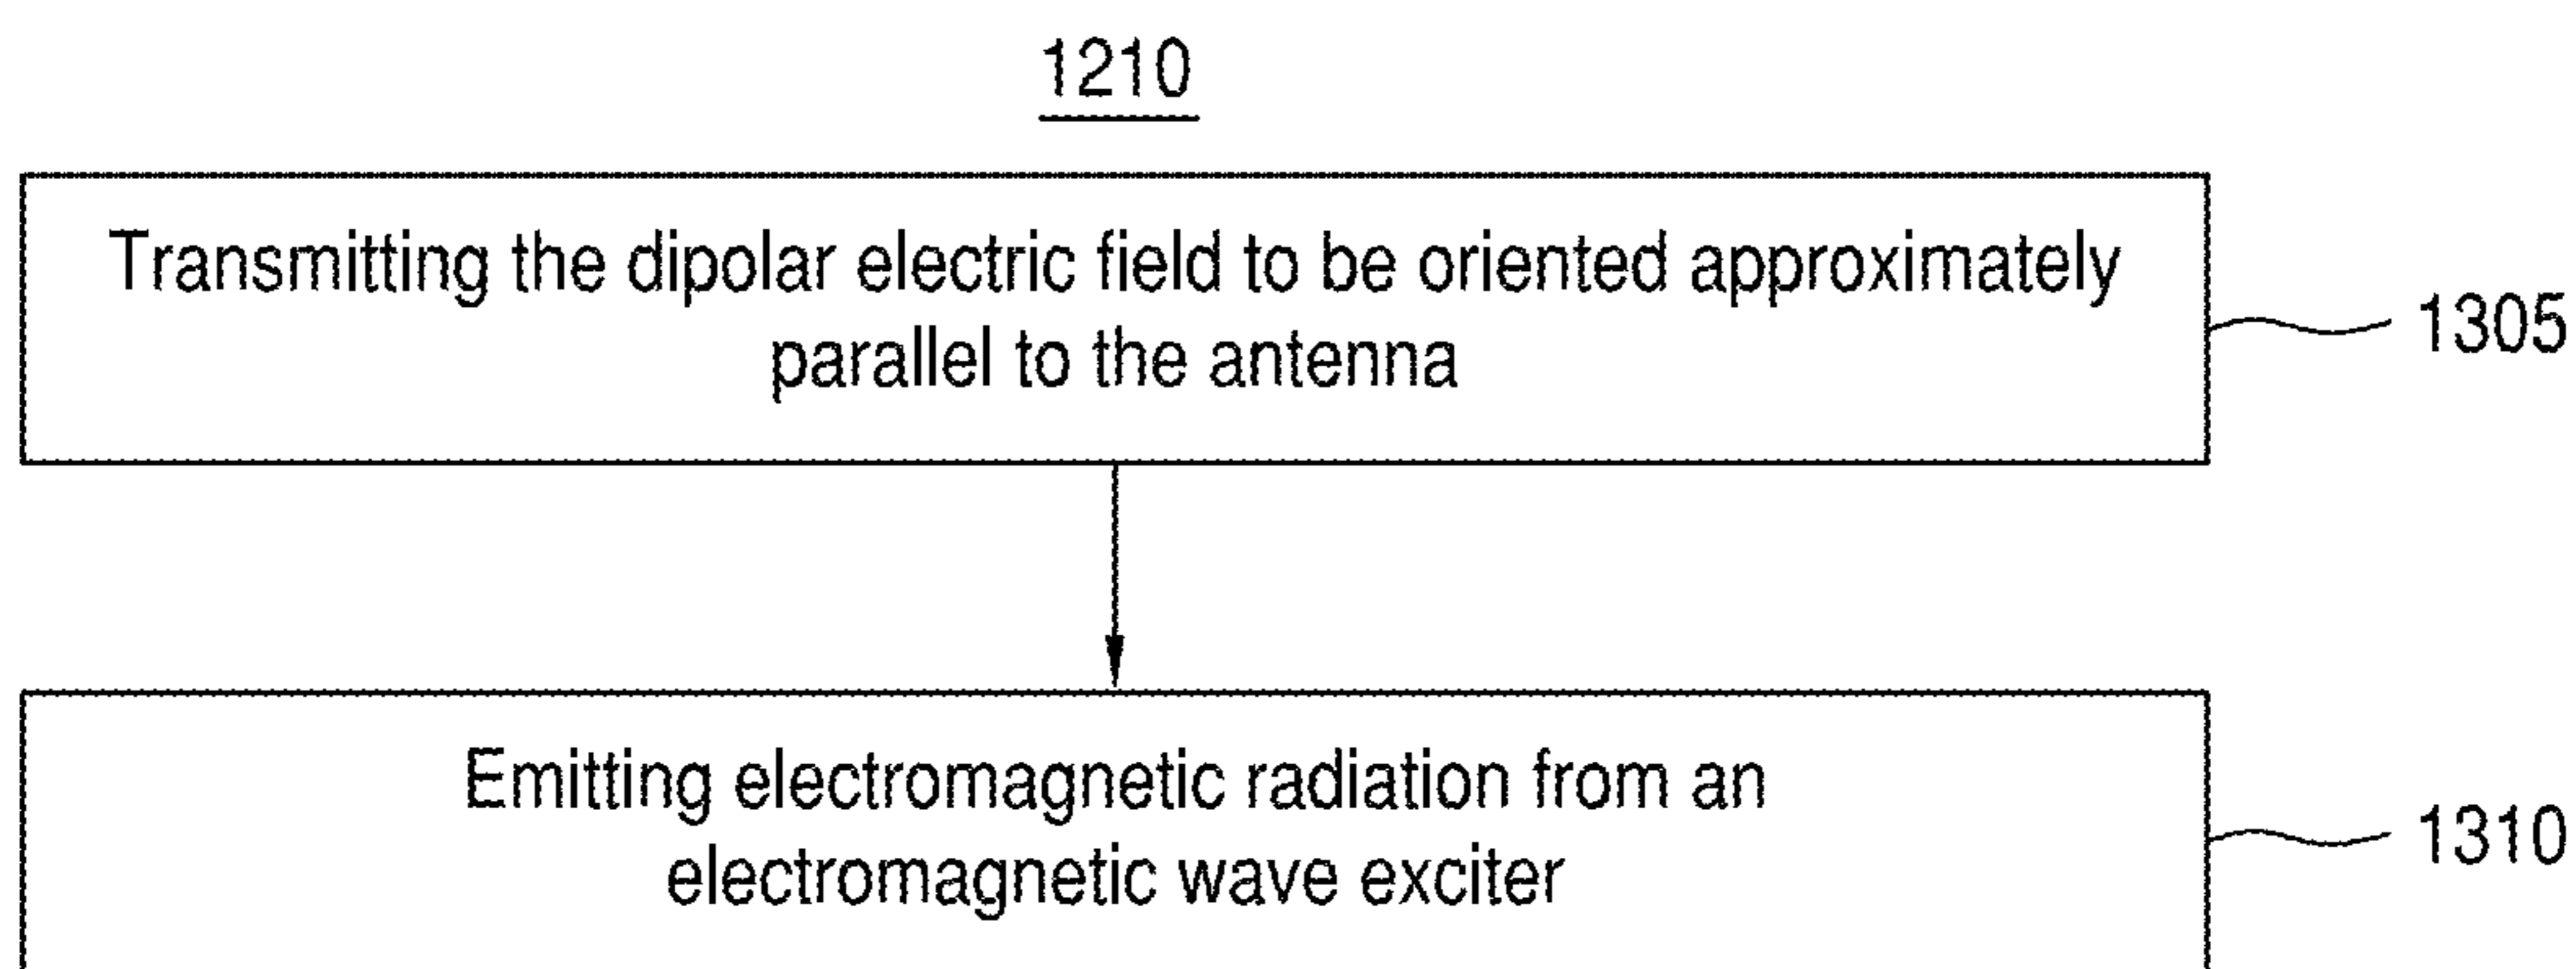 1210
Transmitting the dipolar electric field to be oriented approximately
parallel to the antenna
1305
Emitting electromagnetic radiation from an
electromagnetic wave exciter
1310